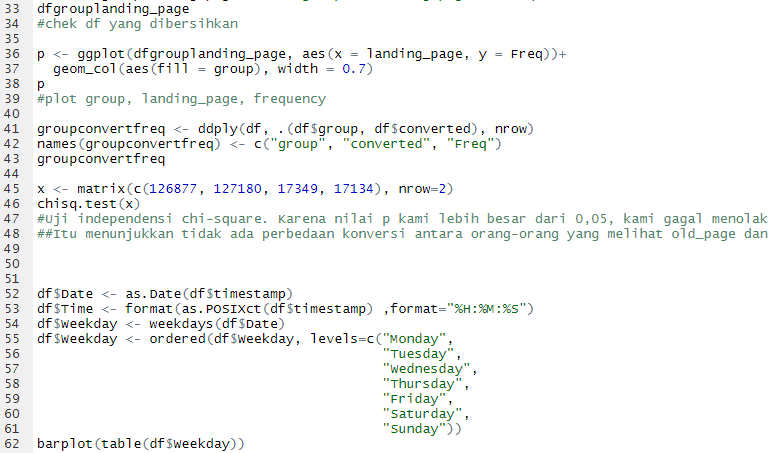 33 dfgrouplanding_page
34 #chek df yang dibersihkan
35
36 p <- ggplot(dfgrouplanding_page, aes(x = landing_page, y = Freq))+
37   geom_col(aes(fill = group), width = 0.7)
38 p
39 #plot group, landing_page, frequency
40
41 groupconvertfreq <- ddply(df, .(df$group, df$converted), nrow)
42 names(groupconvertfreq) <- c("group", "converted", "Freq")
43 groupconvertfreq
44
45 x <- matrix(c(126877, 127180, 17349, 17134), nrow=2)
46 chisq.test(x)
47 #Uji independensi chi-square. Karena nilai p kami lebih besar dari 0,05, kami gagal menolak
48 ##Itu menunjukkan tidak ada perbedaan konversi antara orang-orang yang melihat old_page dan
49
50
51
52 df$Date <- as.Date(df$timestamp)
53 df$Time <- format(as.POSIXct(df$timestamp) ,format="%H:%M:%S")
54 df$Weekday <- weekdays(df$Date)
55 df$Weekday <- ordered(df$Weekday, levels=c("Monday",
56                                            "Tuesday",
57                                            "Wednesday",
58                                            "Thursday",
59                                            "Friday",
60                                            "Saturday",
61                                            "Sunday"))
62 barplot(table(df$Weekday))